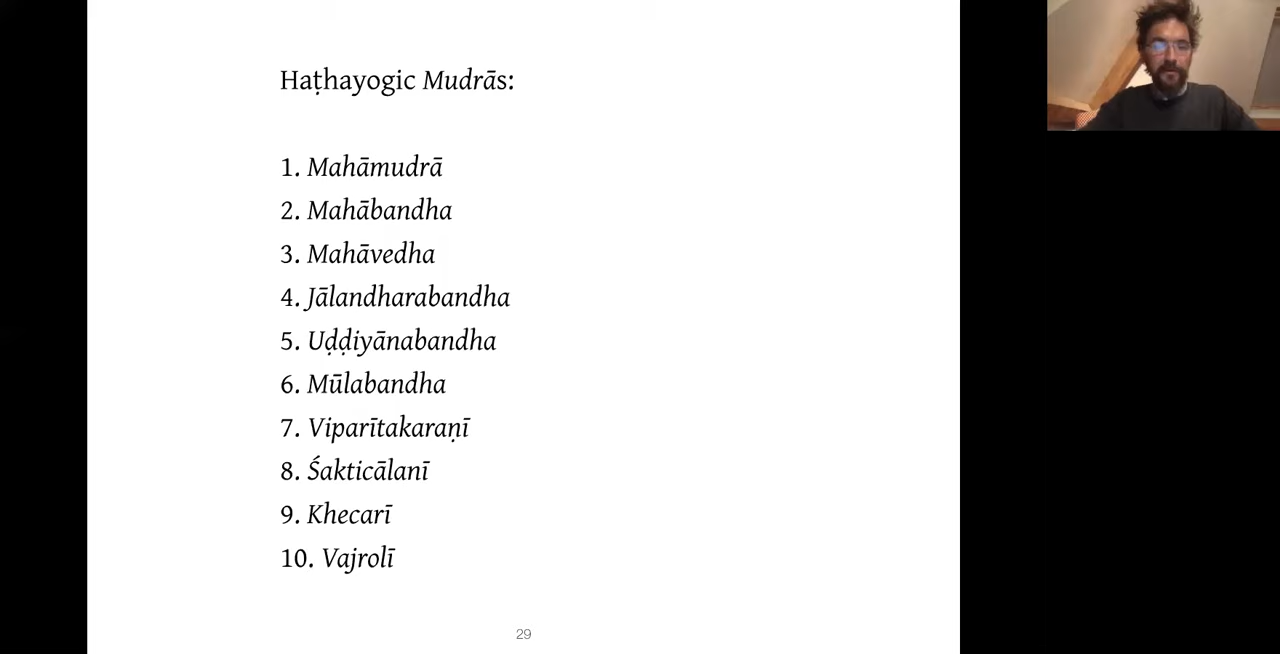 Haṭhayogic Mudrās:
1. Mahāmudrā
2. Mahābandha
3. Mahāvedha
4. Jālandharabandha
5. Uḍḍiyānabandha
6. Mūlabandha
7. Viparītakaraṇī
8. Śakticālanī
9. Khecarī
10. Vajrolī
29